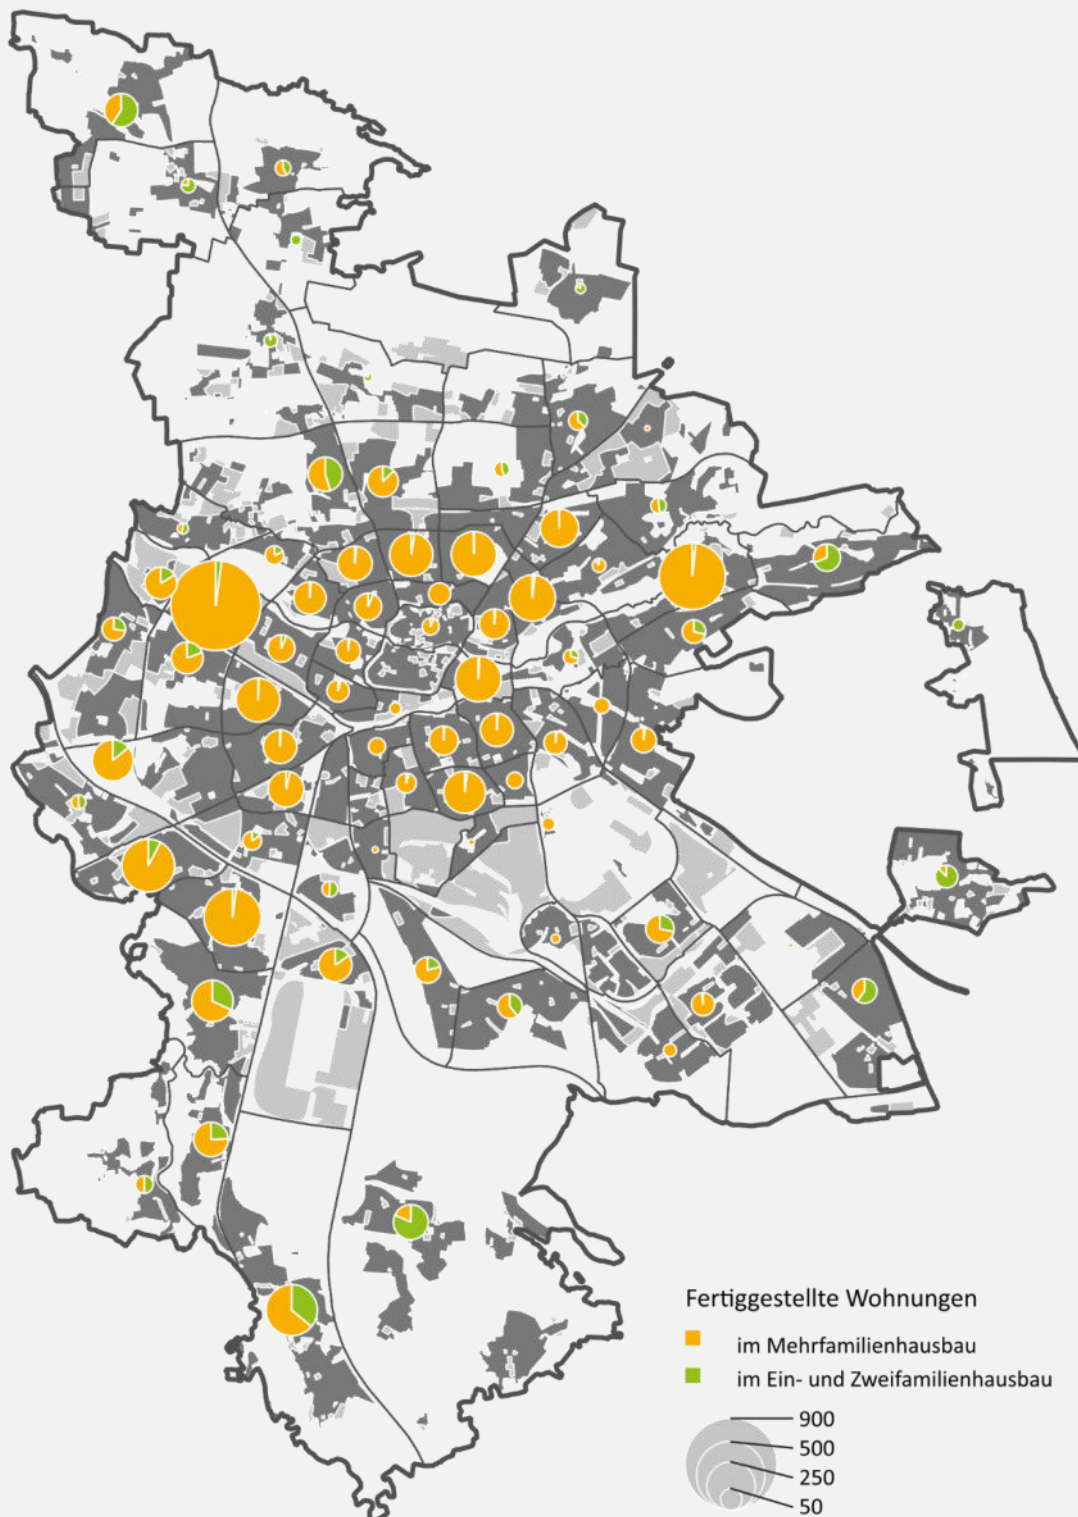 Fertiggestellte Wohnungen
im Mehrfamilienhausbau
im Ein- und Zweifamilienhausbau
900
500
250
50